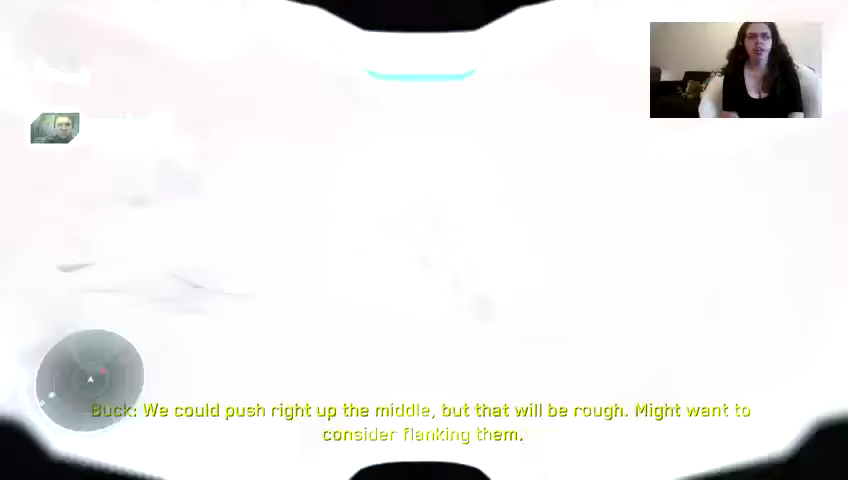 Buck: We could push right up the middle, but that will be rough. Might want to
consider flanking them.